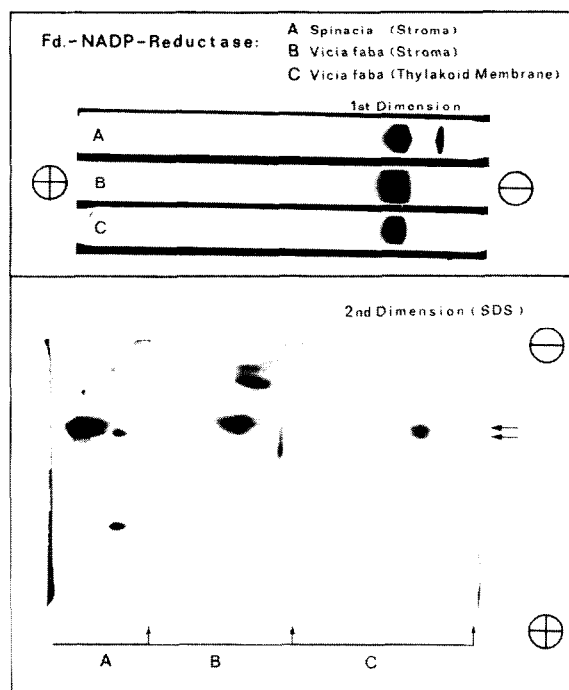 Fd.-NADP-Reductase:
A Spinacia (Stroma)
B Vicia faba (Stroma)
C Vicia faba (Thylakoid Membrane)
1st Dimension
A
+
B
−
C
2nd Dimension (SDS)
−
+
A B C